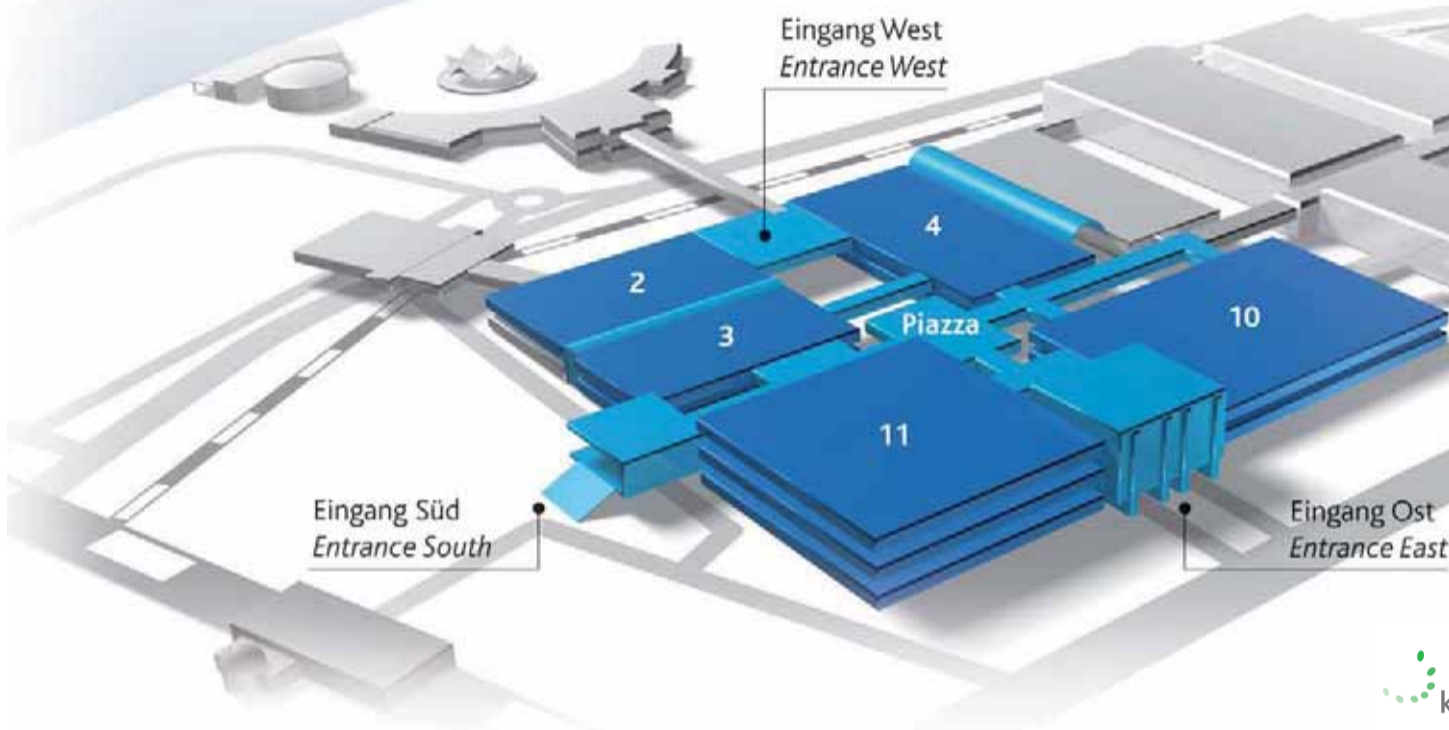 Eingang West
Entrance West
4
2
3
Piazza
10
11
Eingang Süd
Entrance South
Eingang Ost
Entrance East
k